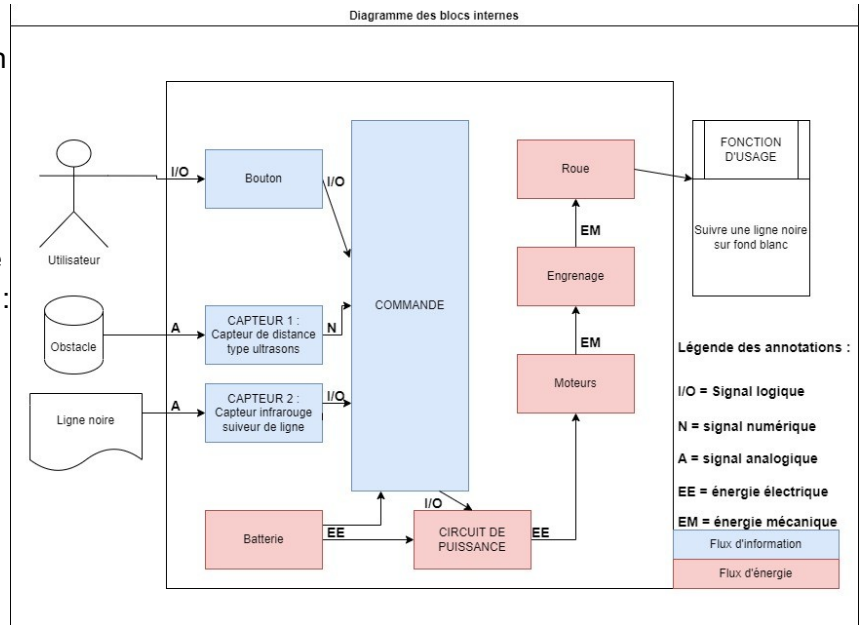 Diagramme des blocs internes
n
e
:
Utilisateur
I/O
Bouton
I/O
Obstacle
A
CAPTEUR 1 :
Capteur de distance
type ultrasons
N
Ligne noire
A
CAPTEUR 2 :
Capteur infrarouge
suiveur de ligne
I/O
COMMANDE
Batterie
EE
I/O
CIRCUIT DE
PUISSANCE
EE
Moteurs
EM
Engrenage
EM
Roue
FONCTION
D'USAGE
Suivre une ligne noire
sur fond blanc
Légende des annotations :
I/O = Signal logique
N = signal numérique
A = signal analogique
EE = énergie électrique
EM = énergie mécanique
Flux d'information
Flux d'énergie